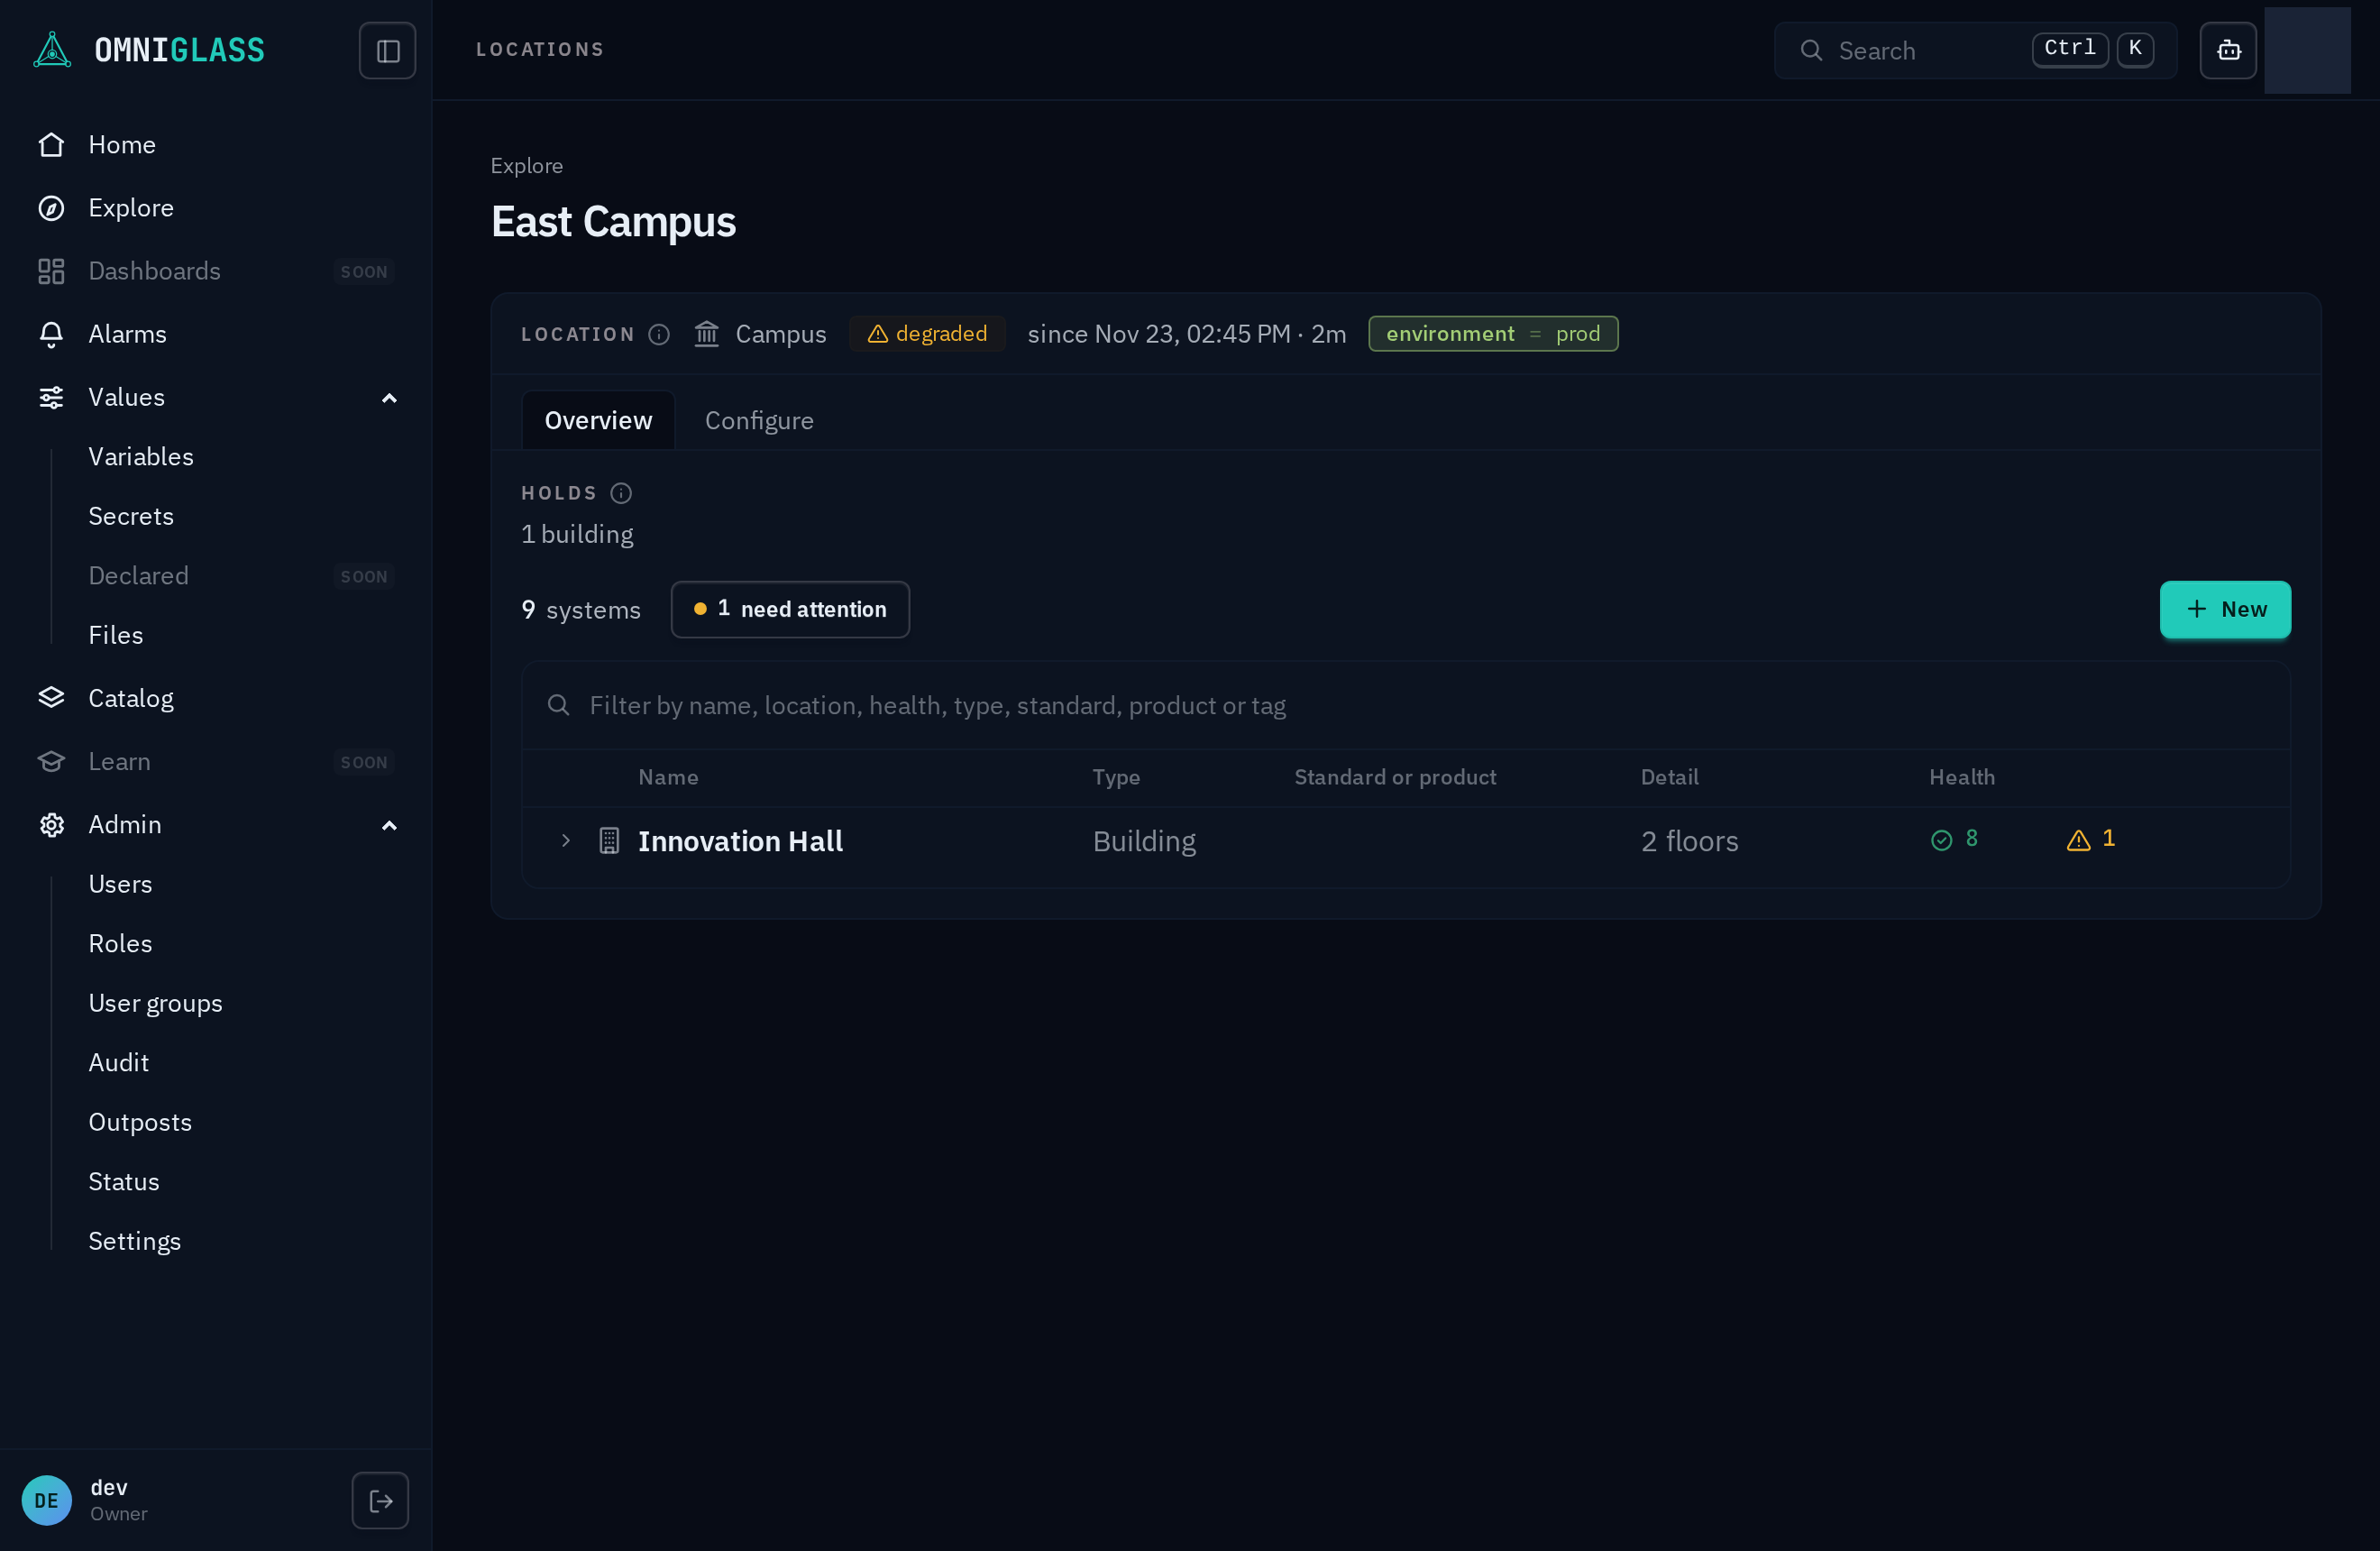 OMNIGLASS
LOCATIONS
Search
Ctrl K
Home
Explore
Dashboards SOON
Alarms
Values
Variables
Secrets
Declared SOON
Files
Catalog
Learn SOON
Admin
Users
Roles
User groups
Audit
Outposts
Status
Settings
DE
dev
Owner
Explore
East Campus
LOCATION Campus degraded since Nov 23, 02:45 PM · 2m environment = prod
Overview Configure
HOLDS
1 building
9 systems 1 need attention
New
Filter by name, location, health, type, standard, product or tag
Name Type Standard or product Detail Health
Innovation Hall Building 2 floors 8 1